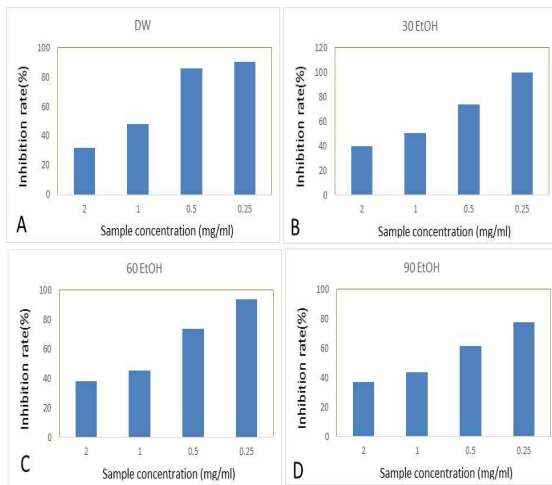 DW
100
80
60
40
20
0
Inhibition rate(%)
2 1 0.5 0.25
Sample concentration (mg/ml)
A
30 EtOH
120
100
80
60
40
20
0
Inhibition rate(%)
2 1 0.5 0.25
Sample concentration (mg/ml)
B
60 EtOH
100
80
60
40
20
0
Inhibition rate(%)
2 1 0.5 0.25
Sample concentration (mg/ml)
C
90 EtOH
100
80
60
40
20
0
Inhibition rate(%)
2 1 0.5 0.25
Sample concentration (mg/ml)
D